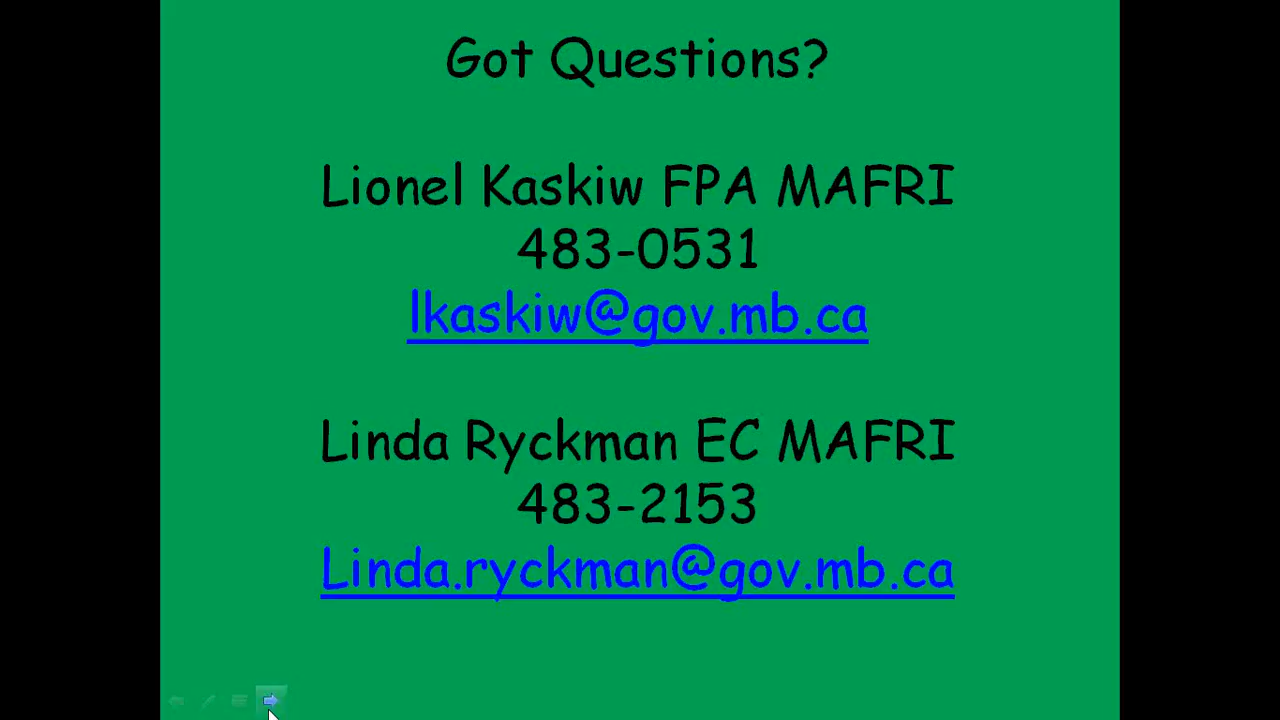 Got Questions?
Lionel Kaskiw FPA MAFRI
483-0531
lkaskiw@gov.mb.ca
Linda Ryckman EC MAFRI
483-2153
Linda.ryckman@gov.mb.ca